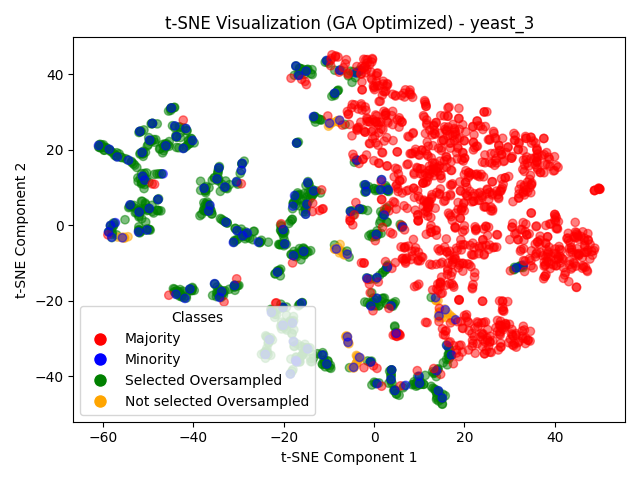 t-SNE Visualization (GA Optimized) - yeast_3
t-SNE Component 2
40
20
0
−20
−40
Classes
Majority
Minority
Selected Oversampled
Not selected Oversampled
−60
−40
−20
0
20
40
t-SNE Component 1